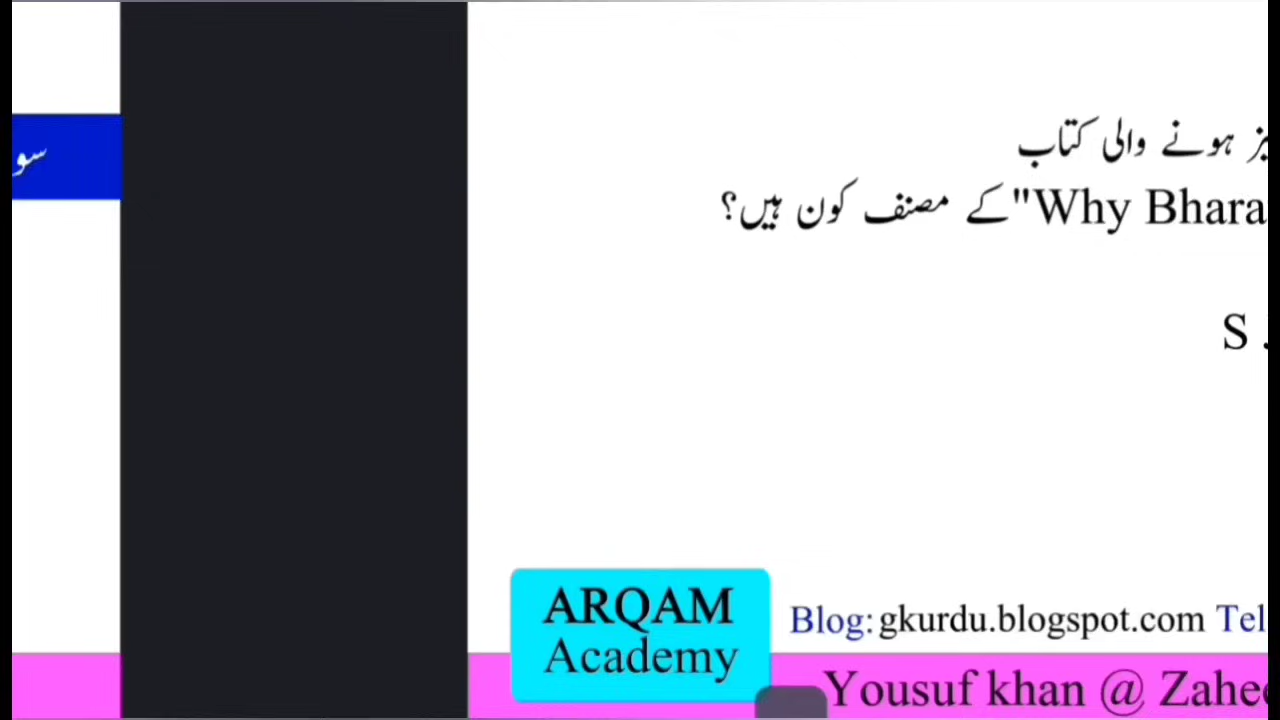 سو
ہونے والی کتاب
"Why Bhara کے مصنف کون ہیں؟
S
ARQAM
Academy
Blog: gkurdu.blogspot.com Tel
Yousuf khan @ Zahe